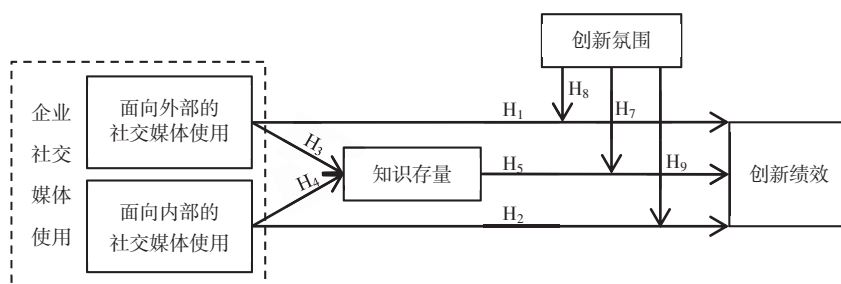 创新氛围
H8
H1
H7
企业
社交
媒体
使用
面向外部的
社交媒体使用
H3
知识存量
H5
H9
创新绩效
H4
面向内部的
社交媒体使用
H2